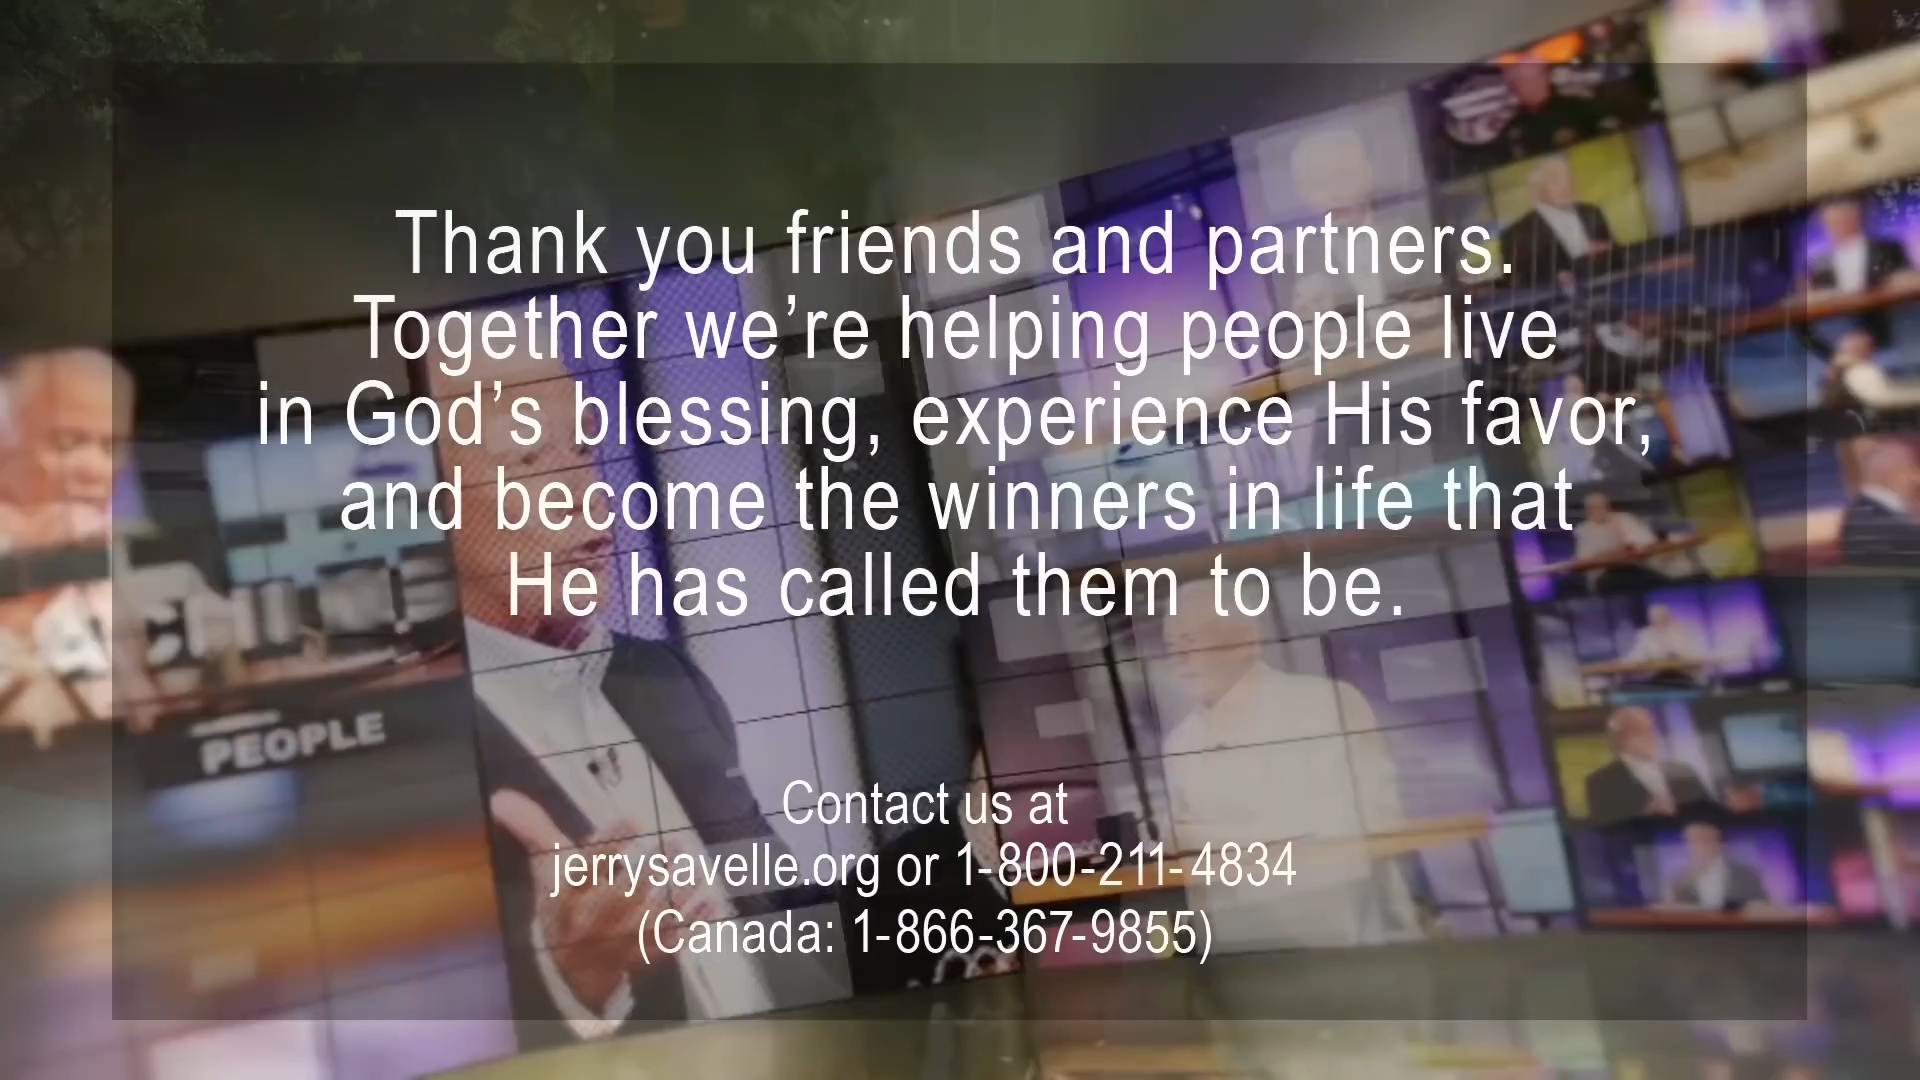 Thank you friends and partners.
Together we’re helping people live
in God’s blessing, experience His favor,
and become the winners in life that
He has called them to be.
PEOPLE
Contact us at
jerrysavelle.org or 1-800-211-4834
(Canada: 1-866-367-9855)